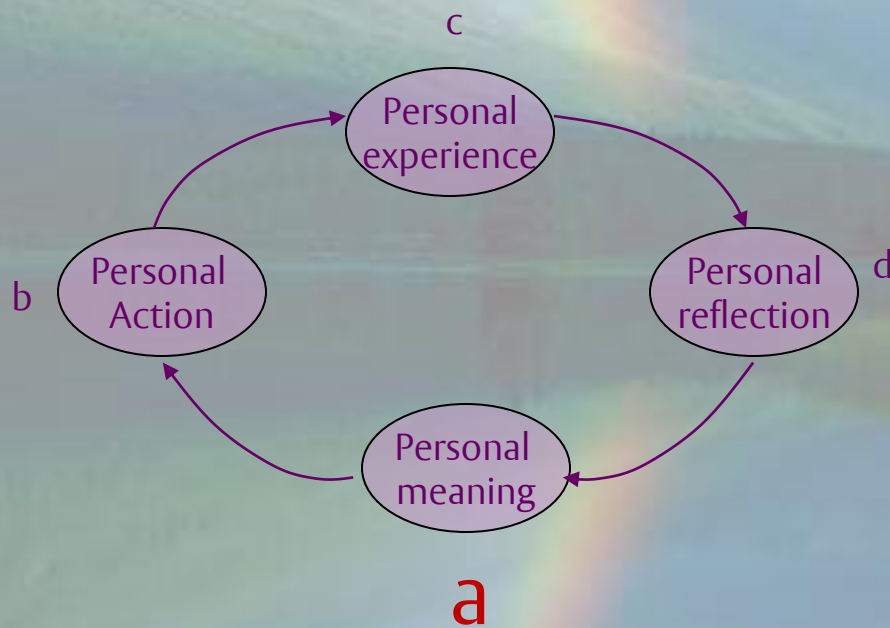 c
Personal
experience
b
Personal
Action
Personal
reflection
d
Personal
meaning
a